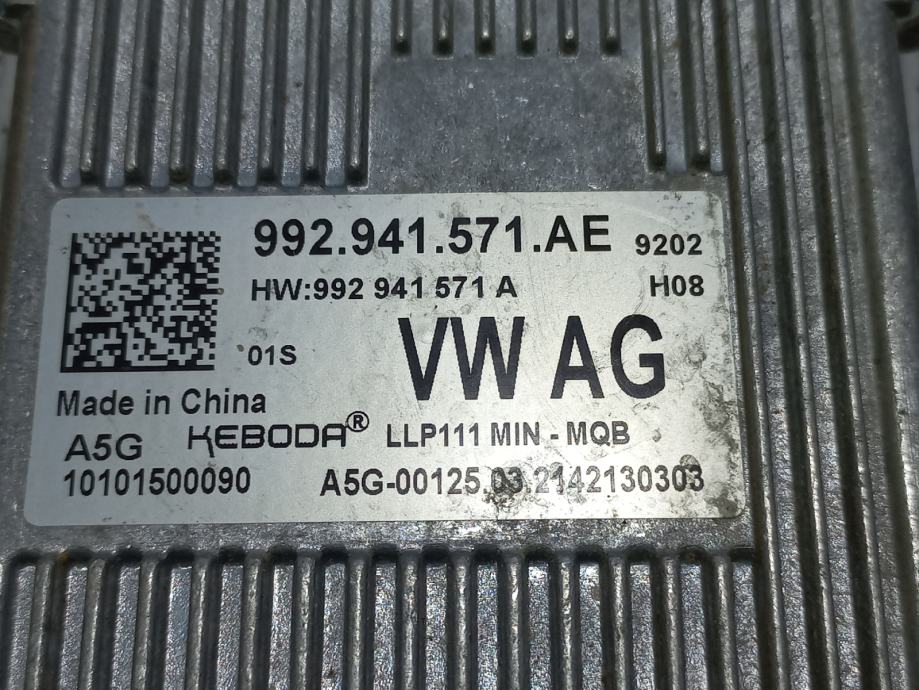 992.941.571.AE 9202
HW:992 941 571 A H08
01S VW AG
Made in China
A5G KEBODA® LLP111 MIN - MQB
10101500090 A5G-00125.03.2142130303